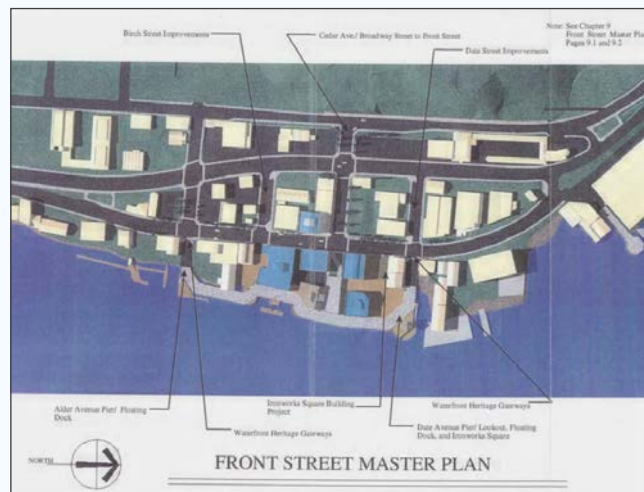 Note: See Chapter 9
Front Street Master Plan
Pages 9.1 and 9.2
Birch Street Improvements
Cedar Ave./ Broadway Street to Front Street
Date Street Improvements
Alder Avenue Pier/ Floating
Dock
Waterfront Heritage Gateways
Ironworks Square Building
Project
Waterfront Heritage Gateways
Date Avenue Pier/ Lookout, Floating
Dock, and Ironworks Square
NORTH
FRONT STREET MASTER PLAN